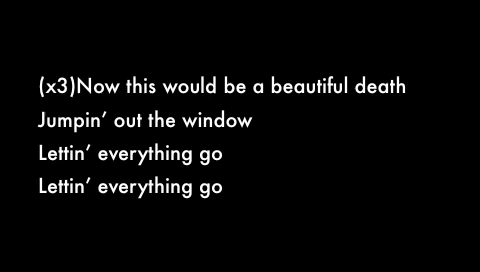 (x3)Now this would be a beautiful death
Jumpin’ out the window
Lettin’ everything go
Lettin’ everything go